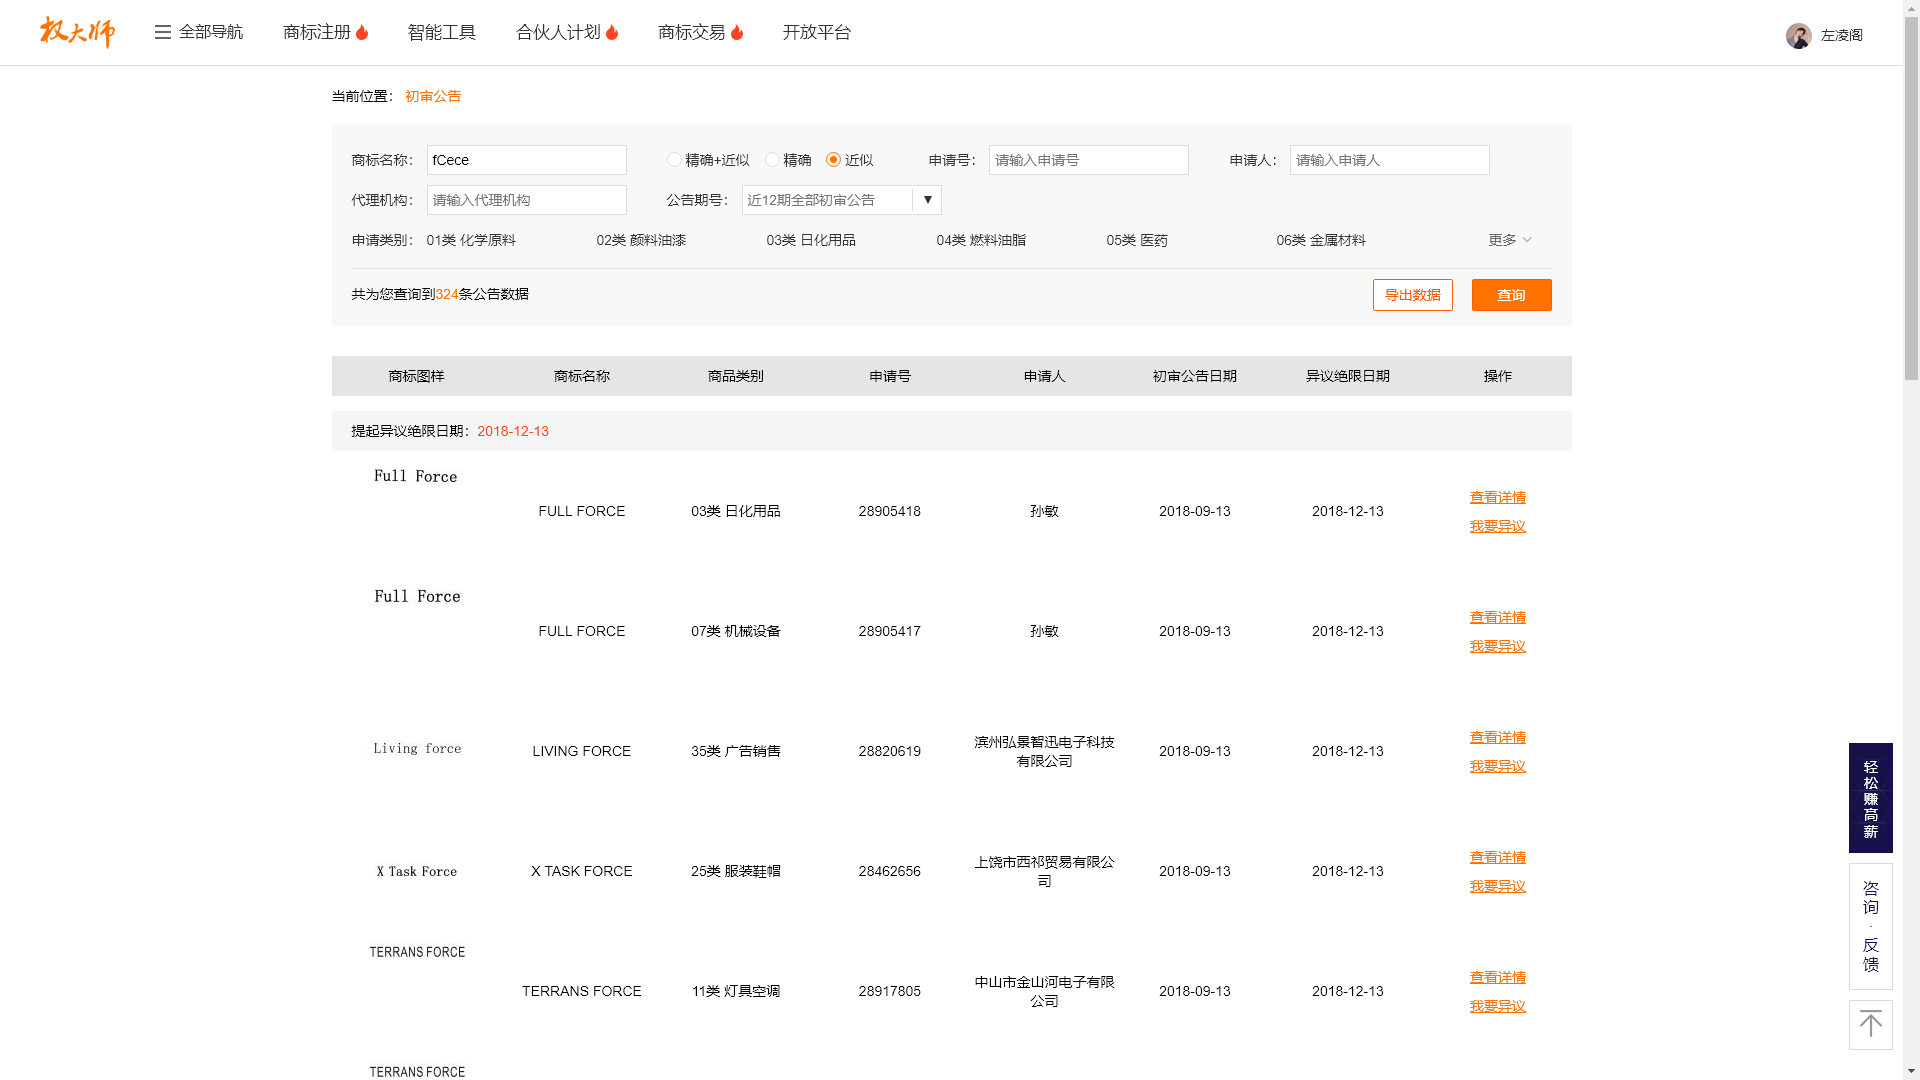 权大师 全部导航 商标注册 智能工具 合伙人计划 商标交易 开放平台 左凌阁
当前位置： 初审公告
商标名称： fCece 精确+近似 精确 近似 申请号： 请输入申请号 申请人： 请输入申请人
代理机构： 请输入代理机构 公告期号： 近12期全部初审公告 ▼
申请类别： 01类 化学原料 02类 颜料油漆 03类 日化用品 04类 燃料油脂 05类 医药 06类 金属材料 更多
共为您查询到324条公告数据 导出数据 查询
商标图样 商标名称 商品类别 申请号 申请人 初审公告日期 异议绝限日期 操作
提起异议绝限日期：2018-12-13
Full Force
FULL FORCE 03类 日化用品 28905418 孙敏 2018-09-13 2018-12-13 查看详情
我要异议
Full Force
FULL FORCE 07类 机械设备 28905417 孙敏 2018-09-13 2018-12-13 查看详情
我要异议
Living force LIVING FORCE 35类 广告销售 28820619 滨州弘景智迅电子科技 2018-09-13 2018-12-13 查看详情
有限公司 我要异议
X Task Force X TASK FORCE 25类 服装鞋帽 28462656 上饶市西祁贸易有限公 2018-09-13 2018-12-13 查看详情
司 我要异议
TERRANS FORCE
TERRANS FORCE 11类 灯具空调 28917805 中山市金山河电子有限 2018-09-13 2018-12-13 查看详情
公司 我要异议
TERRANS FORCE
轻松赚高薪
咨询·反馈